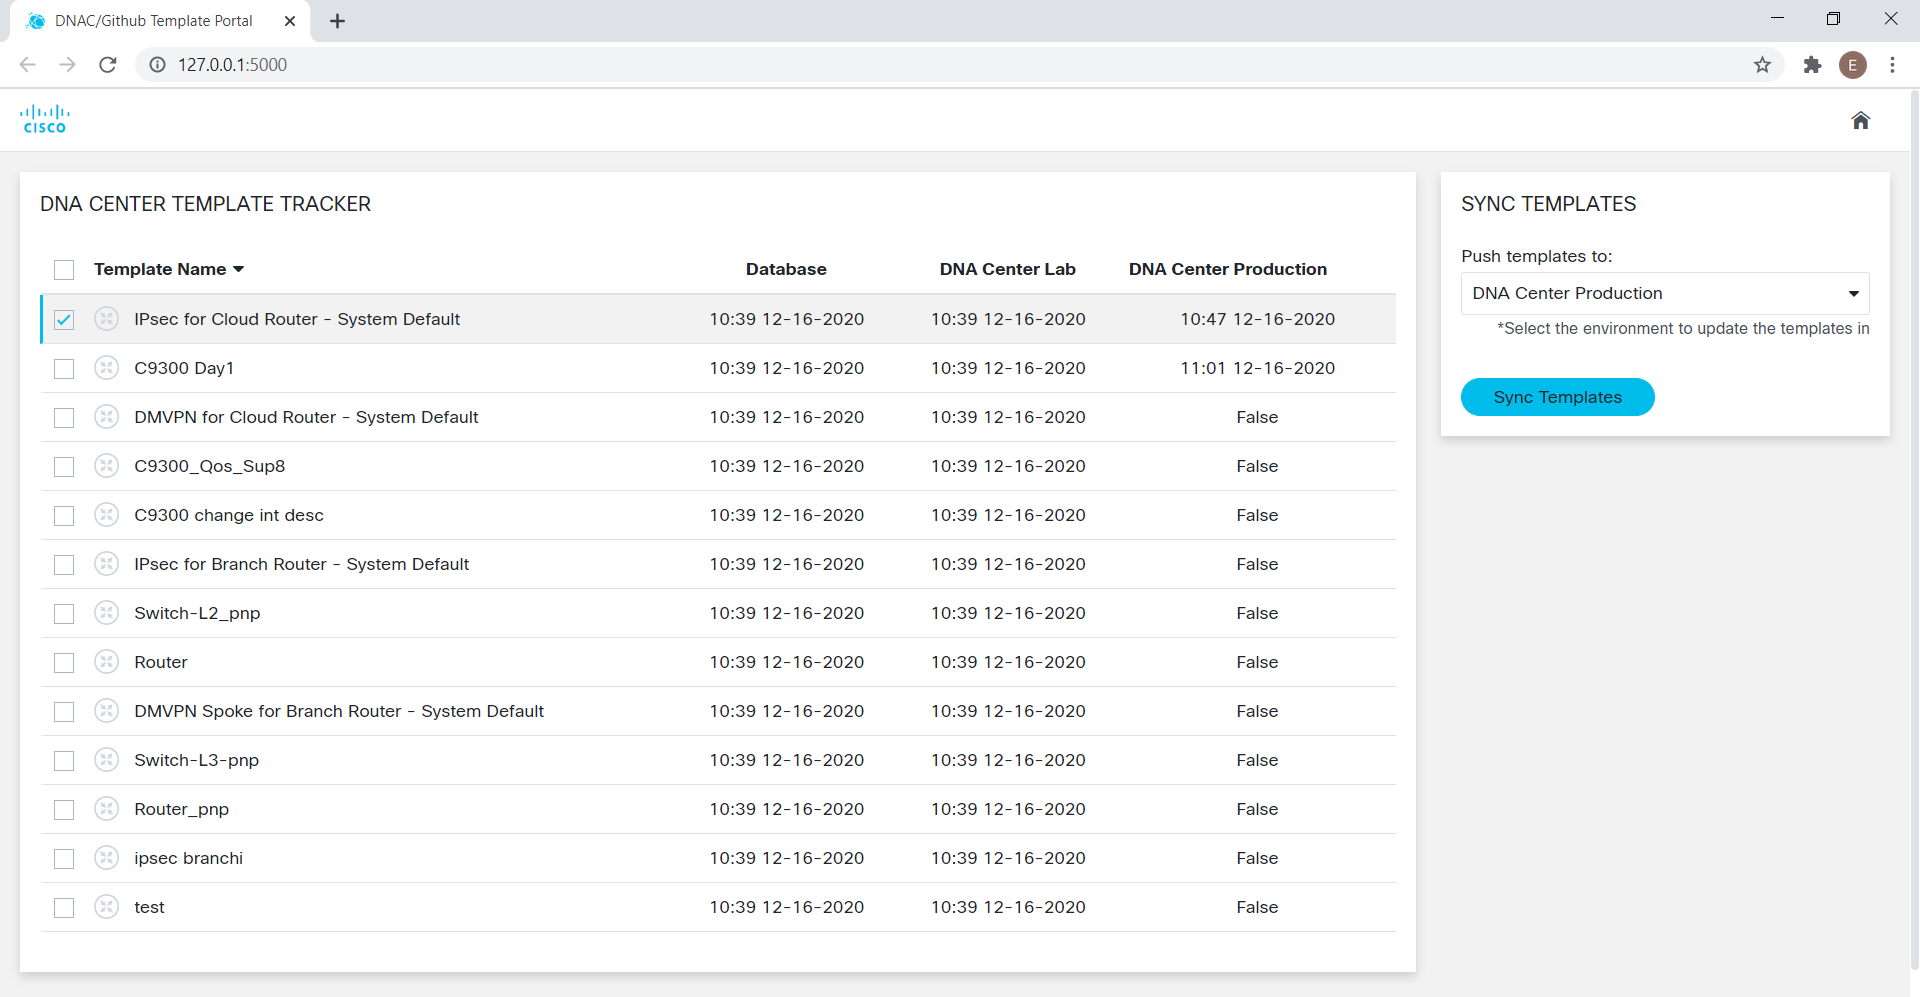 DNAC/Github Template Portal
127.0.0.1:5000
E
CISCO
DNA CENTER TEMPLATE TRACKER
Template Name Database DNA Center Lab DNA Center Production
IPsec for Cloud Router - System Default 10:39 12-16-2020 10:39 12-16-2020 10:47 12-16-2020
C9300 Day1 10:39 12-16-2020 10:39 12-16-2020 11:01 12-16-2020
DMVPN for Cloud Router - System Default 10:39 12-16-2020 10:39 12-16-2020 False
C9300_Qos_Sup8 10:39 12-16-2020 10:39 12-16-2020 False
C9300 change int desc 10:39 12-16-2020 10:39 12-16-2020 False
IPsec for Branch Router - System Default 10:39 12-16-2020 10:39 12-16-2020 False
Switch-L2_pnp 10:39 12-16-2020 10:39 12-16-2020 False
Router 10:39 12-16-2020 10:39 12-16-2020 False
DMVPN Spoke for Branch Router - System Default 10:39 12-16-2020 10:39 12-16-2020 False
Switch-L3-pnp 10:39 12-16-2020 10:39 12-16-2020 False
Router_pnp 10:39 12-16-2020 10:39 12-16-2020 False
ipsec branchi 10:39 12-16-2020 10:39 12-16-2020 False
test 10:39 12-16-2020 10:39 12-16-2020 False
SYNC TEMPLATES
Push templates to:
DNA Center Production
*Select the environment to update the templates in
Sync Templates